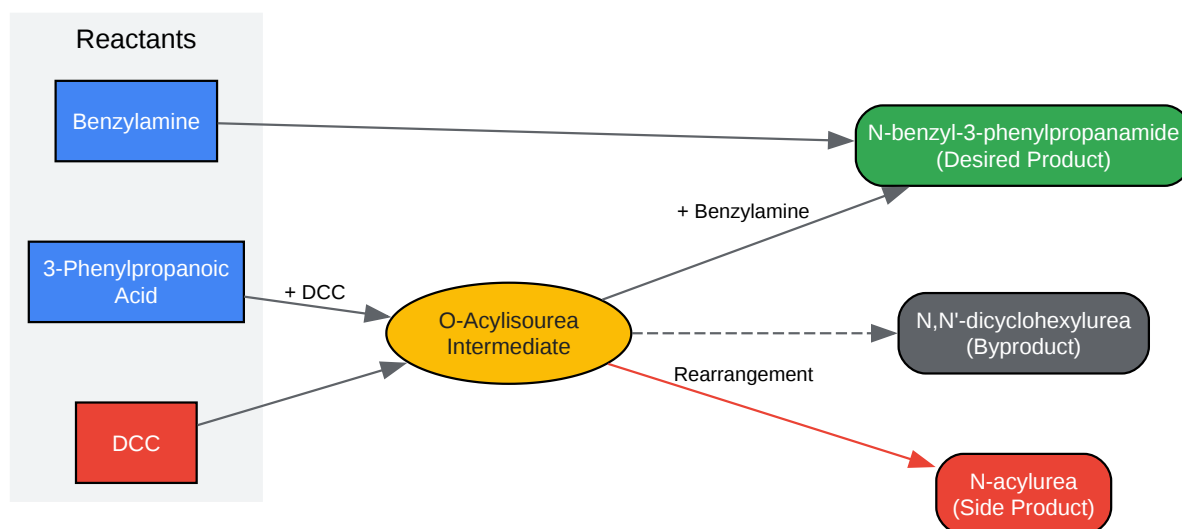 Reactants
Benzylamine
N-benzyl-3-phenylpropanamide
(Desired Product)
+ Benzylamine
3-Phenylpropanoic
Acid
+ DCC
O-Acylisourea
Intermediate
N,N'-dicyclohexylurea
(Byproduct)
Rearrangement
DCC
N-acylurea
(Side Product)